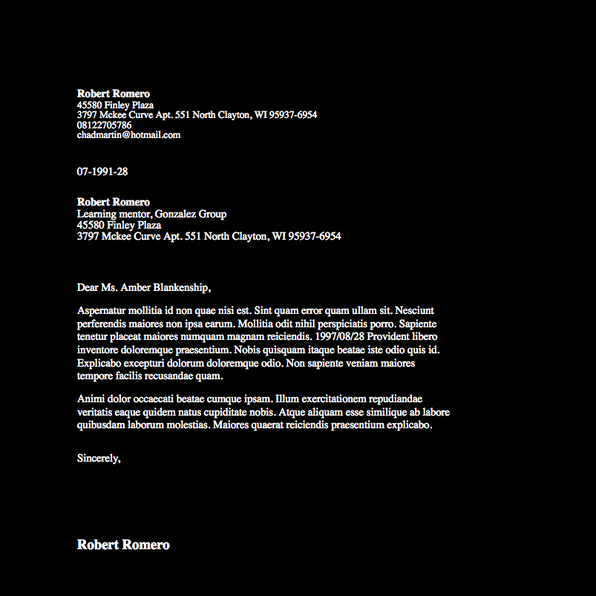 Robert Romero
45580 Finley Plaza
3797 Mckee Curve Apt. 551 North Clayton, WI 95937-6954
08122705786
chadmartin@hotmail.com
07-1991-28
Robert Romero
Learning mentor, Gonzalez Group
45580 Finley Plaza
3797 Mckee Curve Apt. 551 North Clayton, WI 95937-6954
Dear Ms. Amber Blankenship,
Aspernatur mollitia id non quae nisi est. Sint quam error quam ullam sit. Nesciunt
perferendis maiores non ipsa earum. Mollitia odit nihil perspiciatis porro. Sapiente
tenetur placeat maiores numquam magnam reiciendis. 1997/08/28 Provident libero
inventore doloremque praesentium. Nobis quisquam itaque beatae iste odio quis id.
Explicabo excepturi dolorum doloremque odio. Non sapiente veniam maiores
tempore facilis recusandae quam.
Animi dolor occaecati beatae cumque ipsam. Illum exercitationem repudiandae
veritatis eaque quidem natus cupiditate nobis. Atque aliquam esse similique ab labore
quibusdam laborum molestias. Maiores quaerat reiciendis praesentium explicabo.
Sincerely,
Robert Romero